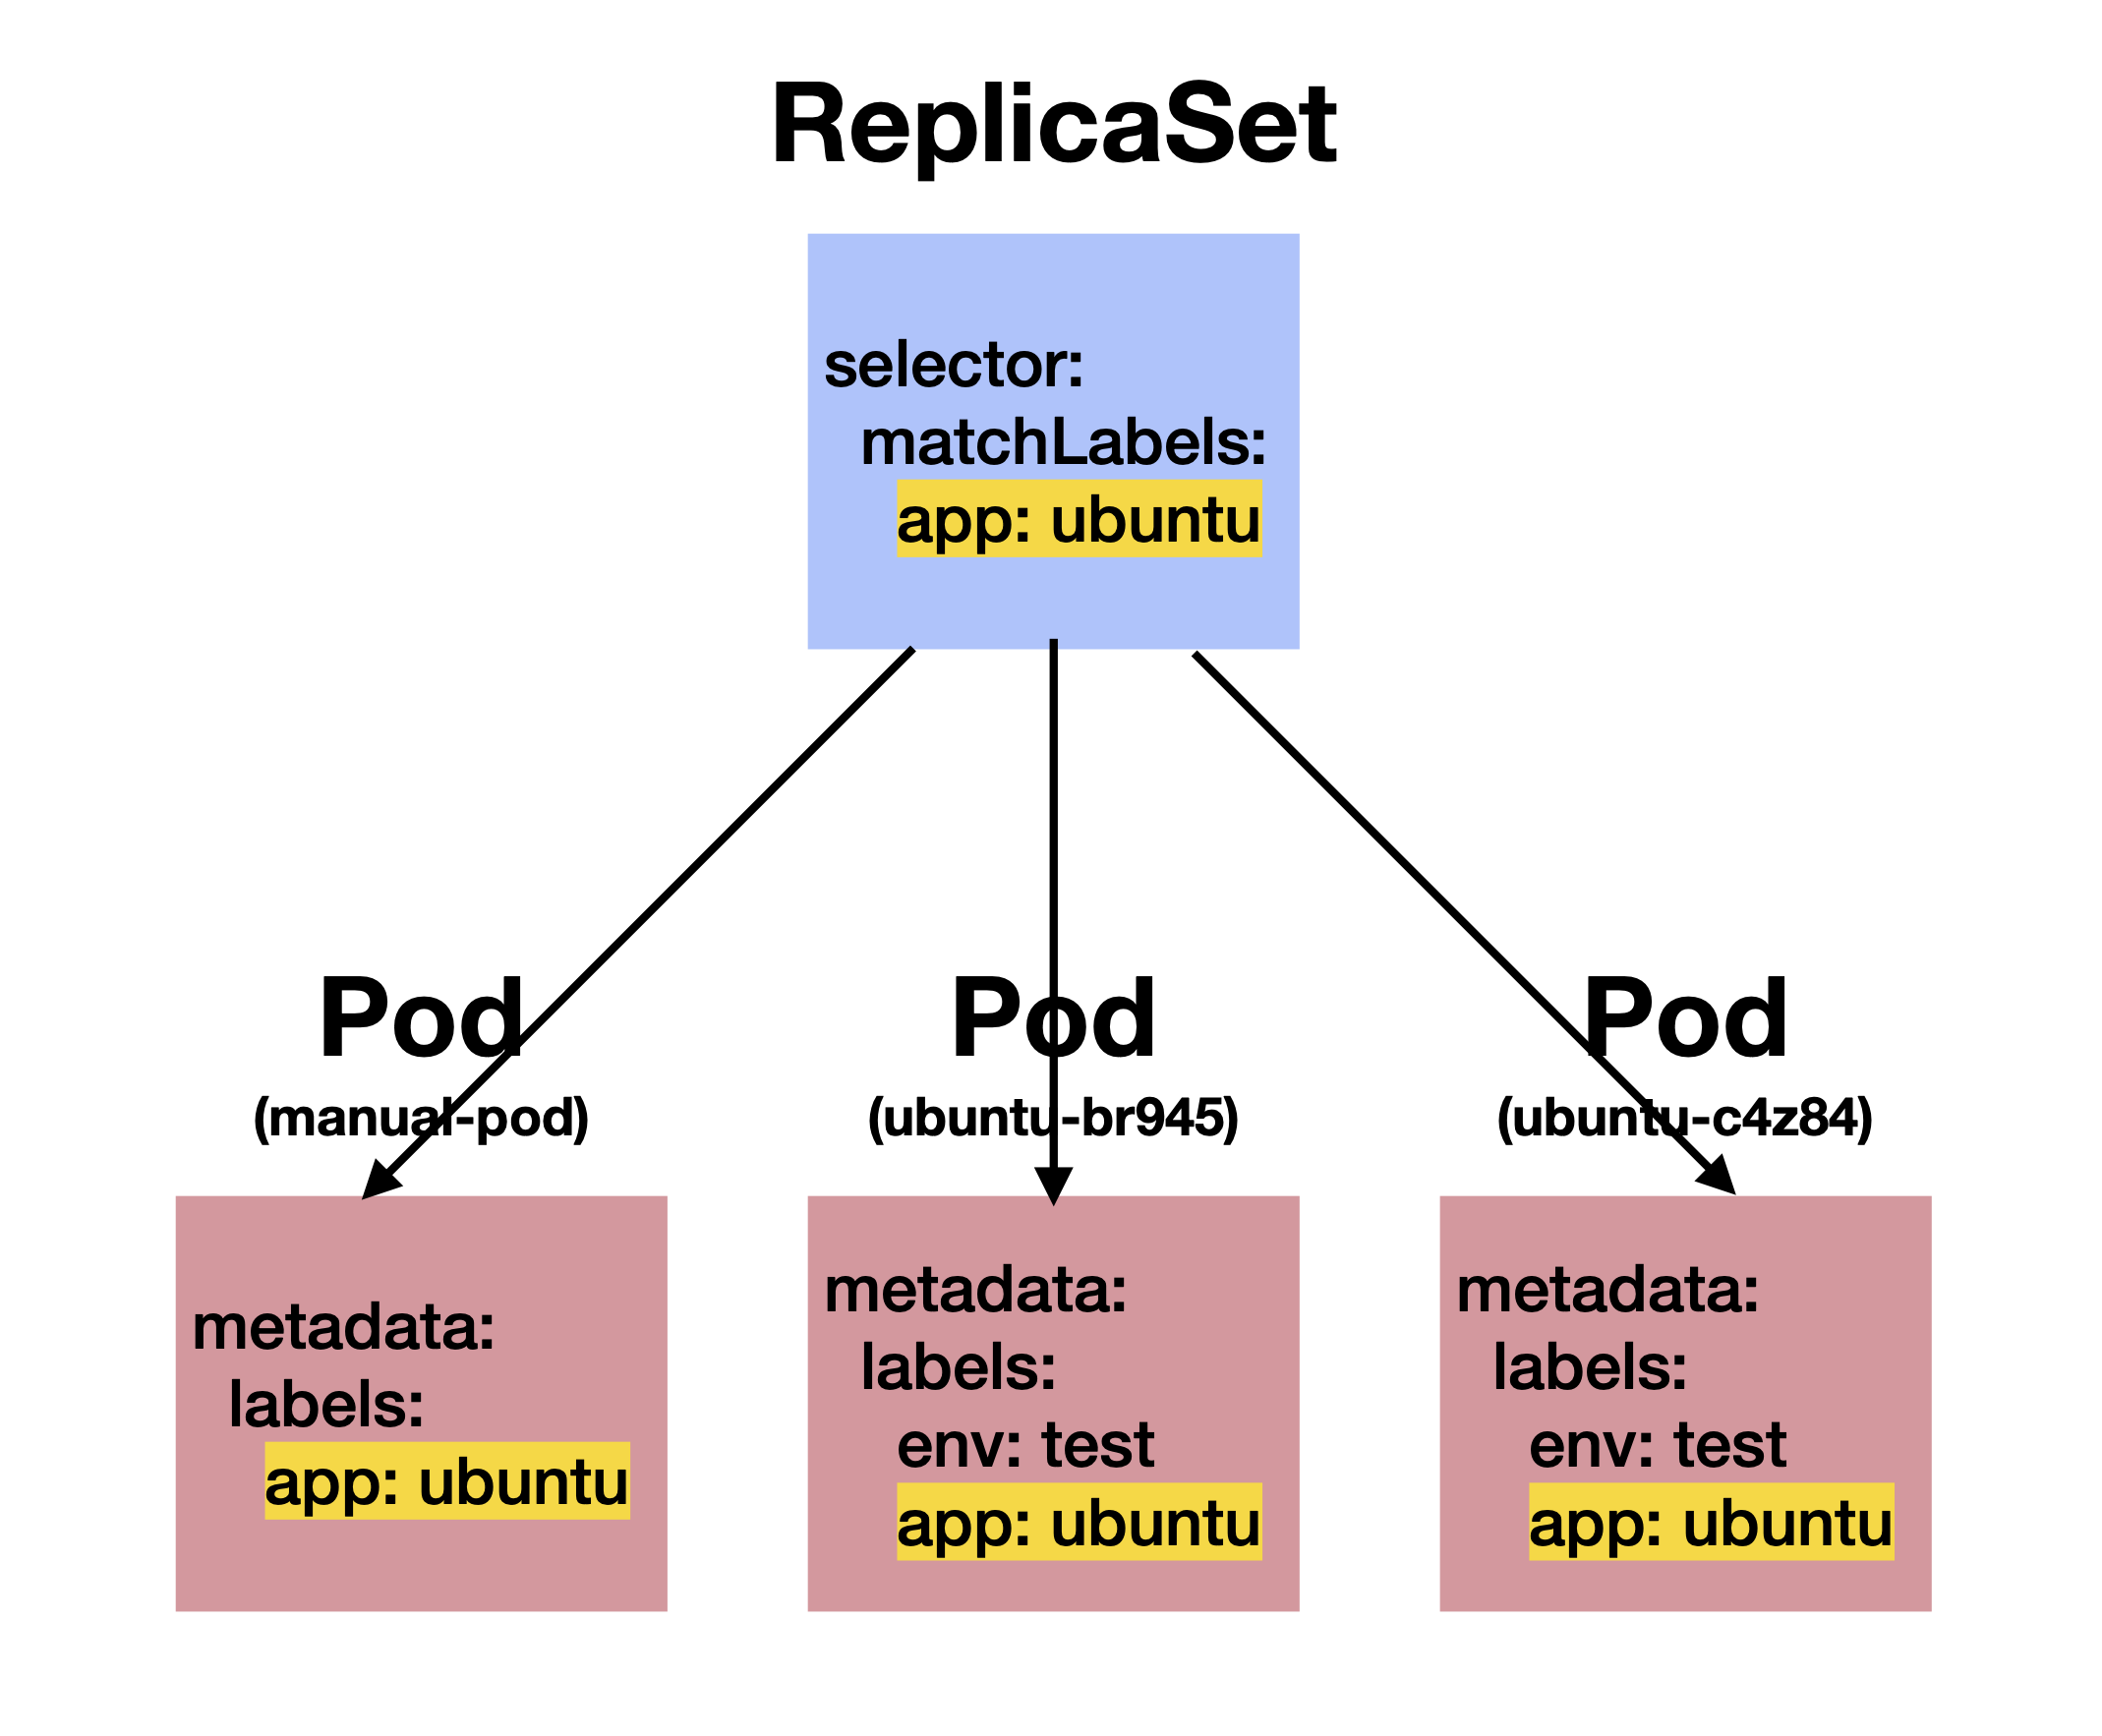 ReplicaSet
selector:
matchLabels:
app: ubuntu
Pod
(manual-pod)
metadata:
labels:
app: ubuntu
Pod
(ubuntu-br945)
metadata:
labels:
env: test
app: ubuntu
Pod
(ubuntu-c4z84)
metadata:
labels:
env: test
app: ubuntu